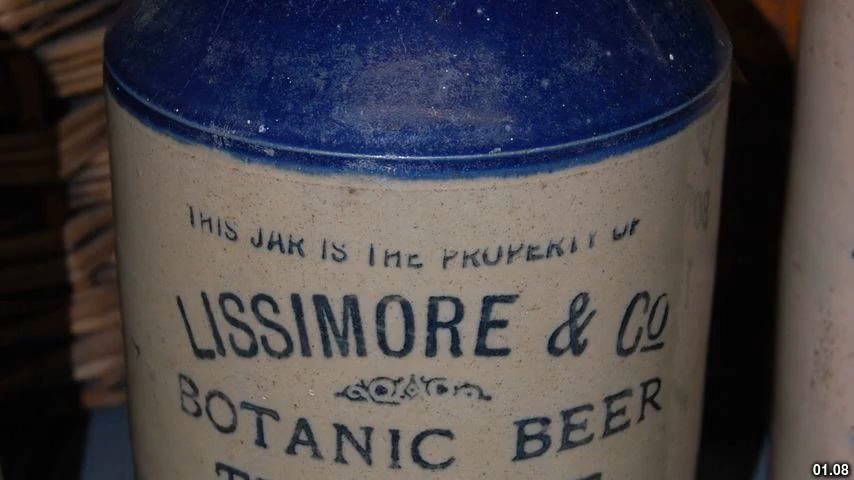 THIS JAR IS THE PROPERTY OF
LISSIMORE & Co
BOTANIC BEER
01.08